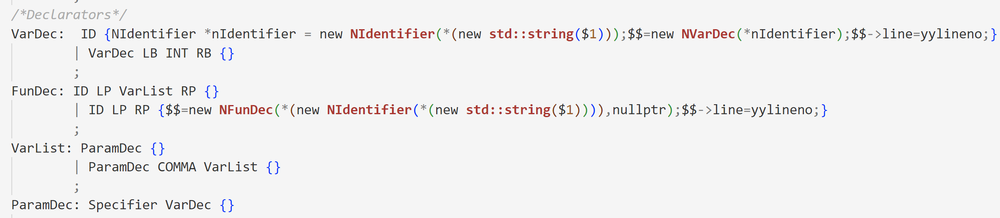 /*Declarators*/
VarDec:  ID {NIdentifier *nIdentifier = new NIdentifier(*(new std::string($1)));$$=new NVarDec(*nIdentifier);$$->line=yylineno;}
| VarDec LB INT RB {}
;
FunDec: ID LP VarList RP {}
| ID LP RP {$$=new NFunDec(*(new NIdentifier(*(new std::string($1)))),nullptr);$$->line=yylineno;}
;
VarList: ParamDec {}
| ParamDec COMMA VarList {}
;
ParamDec: Specifier VarDec {}